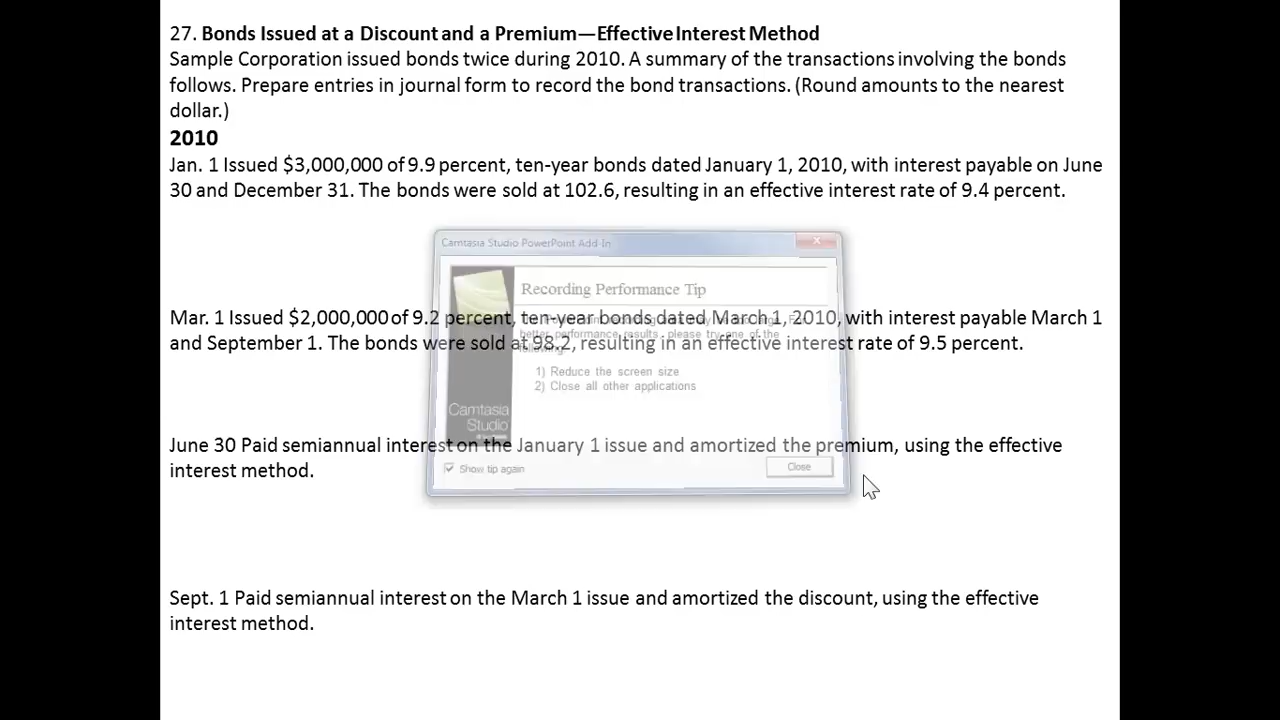 27. Bonds Issued at a Discount and a Premium—Effective Interest Method
Sample Corporation issued bonds twice during 2010. A summary of the transactions involving the bonds
follows. Prepare entries in journal form to record the bond transactions. (Round amounts to the nearest
dollar.)
2010
Jan. 1 Issued $3,000,000 of 9.9 percent, ten-year bonds dated January 1, 2010, with interest payable on June
30 and December 31. The bonds were sold at 102.6, resulting in an effective interest rate of 9.4 percent.
Camtasia Studio PowerPoint Add-In
Recording Performance Tip
Mar. 1 Issued $2,000,000 of 9.2 percent, ten-year bonds dated March 1, 2010, with interest payable March 1
better performance results, please try one of the
and September 1. The bonds were sold at 98.2, resulting in an effective interest rate of 9.5 percent.
following:
1) Reduce the screen size
2) Close all other applications
Camtasia
Studio
June 30 Paid semiannual interest on the January 1 issue and amortized the premium, using the effective
interest method.
Show tip again
Close
Sept. 1 Paid semiannual interest on the March 1 issue and amortized the discount, using the effective
interest method.